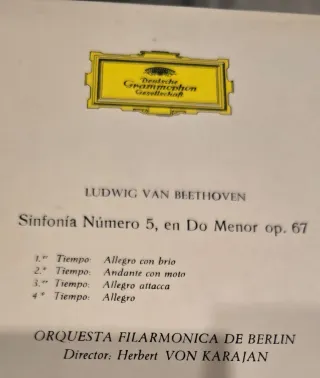 Deutsche
Grammophon
Gesellschaft
LUDWIG VAN BEETHOVEN
Sinfonía Número 5, en Do Menor op. 67
1.er Tiempo: Allegro con brio
2.º Tiempo: Andante con moto
3.er Tiempo: Allegro attacca
4º Tiempo: Allegro
ORQUESTA FILARMONICA DE BERLIN
Director: Herbert VON KARAJAN